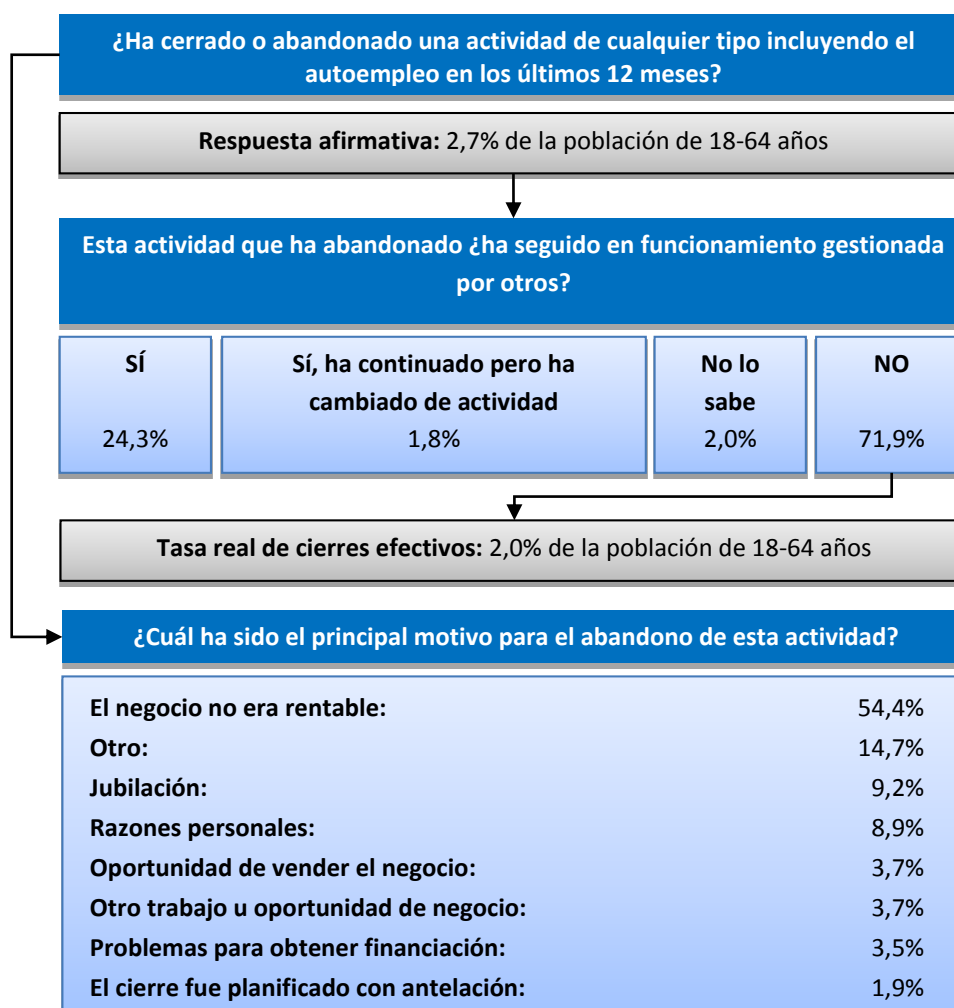 ¿Ha cerrado o abandonado una actividad de cualquier tipo incluyendo el
autoempleo en los últimos 12 meses?
Respuesta afirmativa: 2,7% de la población de 18-64 años
Esta actividad que ha abandonado ¿ha seguido en funcionamiento gestionada
por otros?
SÍ
24,3%
Sí, ha continuado pero ha
cambiado de actividad
1,8%
No lo
sabe
2,0%
NO
71,9%
Tasa real de cierres efectivos: 2,0% de la población de 18-64 años
¿Cuál ha sido el principal motivo para el abandono de esta actividad?
El negocio no era rentable: 54,4%
Otro: 14,7%
Jubilación: 9,2%
Razones personales: 8,9%
Oportunidad de vender el negocio: 3,7%
Otro trabajo u oportunidad de negocio: 3,7%
Problemas para obtener financiación: 3,5%
El cierre fue planificado con antelación: 1,9%